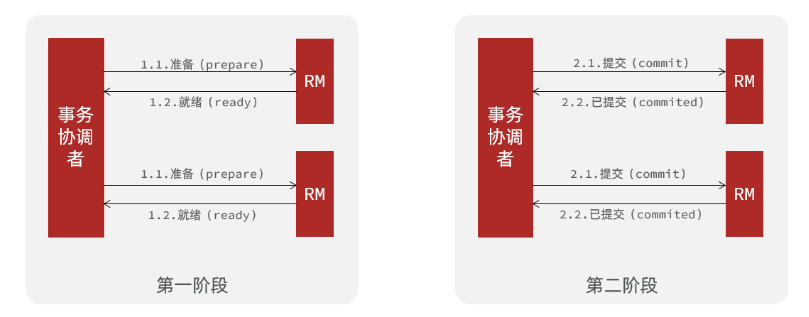 事务
协调
者
1.1.准备（prepare）
1.2.就绪（ready）
RM
1.1.准备（prepare）
1.2.就绪（ready）
RM
第一阶段
事务
协调
者
2.1.提交（commit）
2.2.已提交（commited）
RM
2.1.提交（commit）
2.2.已提交（commited）
RM
第二阶段